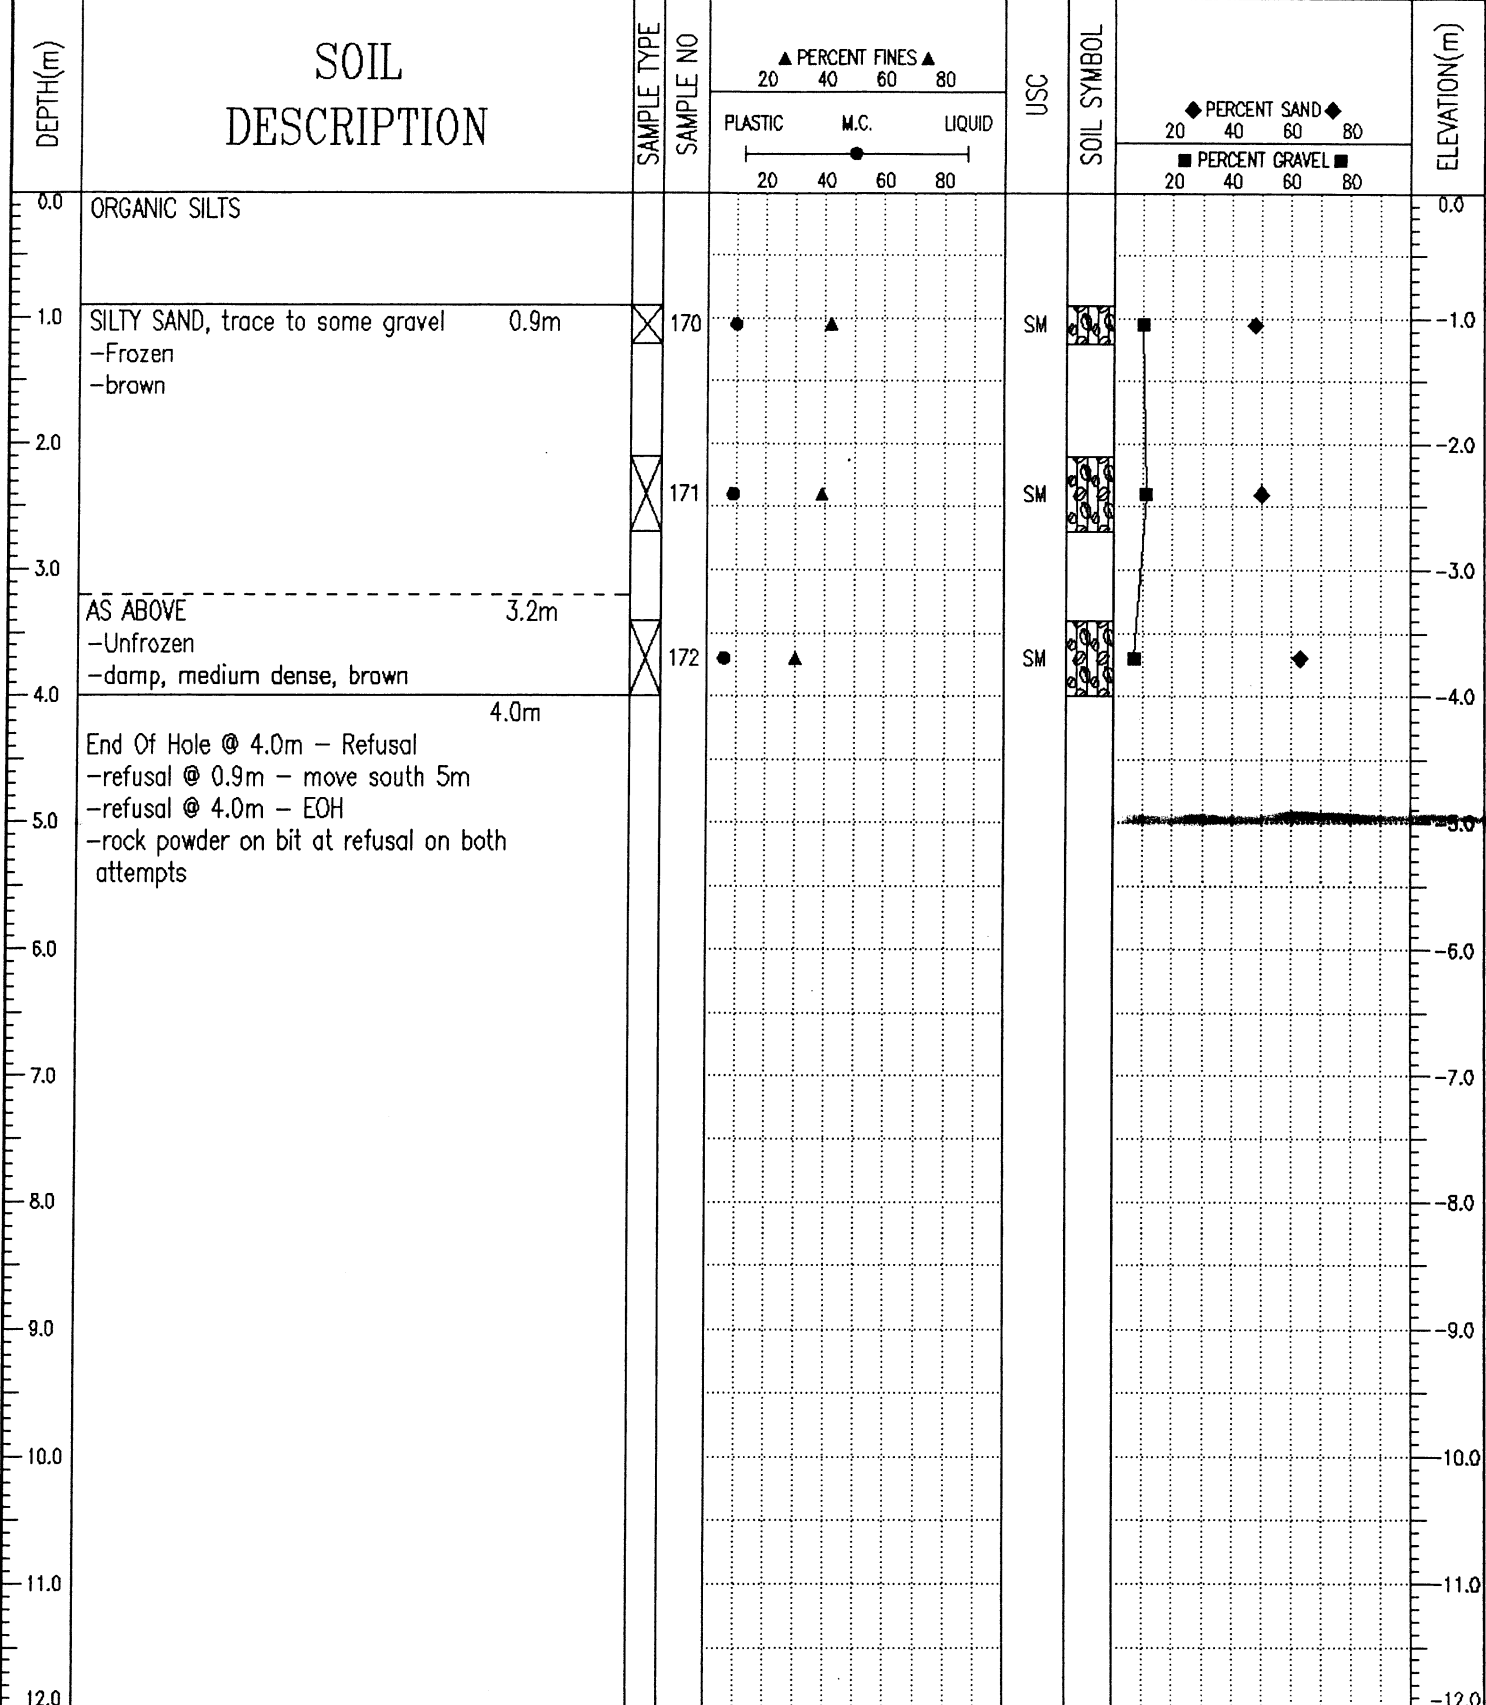 DEPTH(m)
SOIL
DESCRIPTION
SAMPLE TYPE
SAMPLE NO
▲ PERCENT FINES ▲
20 40 60 80
PLASTIC M.C. LIQUID
20 40 60 80
USC
SOIL SYMBOL
◆ PERCENT SAND ◆
20 40 60 80
■ PERCENT GRAVEL ■
20 40 60 80
ELEVATION(m)
0.0
ORGANIC SILTS
0.0
1.0
SILTY SAND, trace to some gravel 0.9m
170
SM
-1.0
-Frozen
-brown
2.0
-2.0
171
SM
3.0
-3.0
AS ABOVE 3.2m
-Unfrozen
172
SM
-damp, medium dense, brown
4.0
-4.0
4.0m
End Of Hole @ 4.0m - Refusal
-refusal @ 0.9m - move south 5m
-refusal @ 4.0m - EOH
5.0
-5.0
-rock powder on bit at refusal on both
attempts
6.0
-6.0
7.0
-7.0
8.0
-8.0
9.0
-9.0
10.0
-10.0
11.0
-11.0
12.0
-12.0